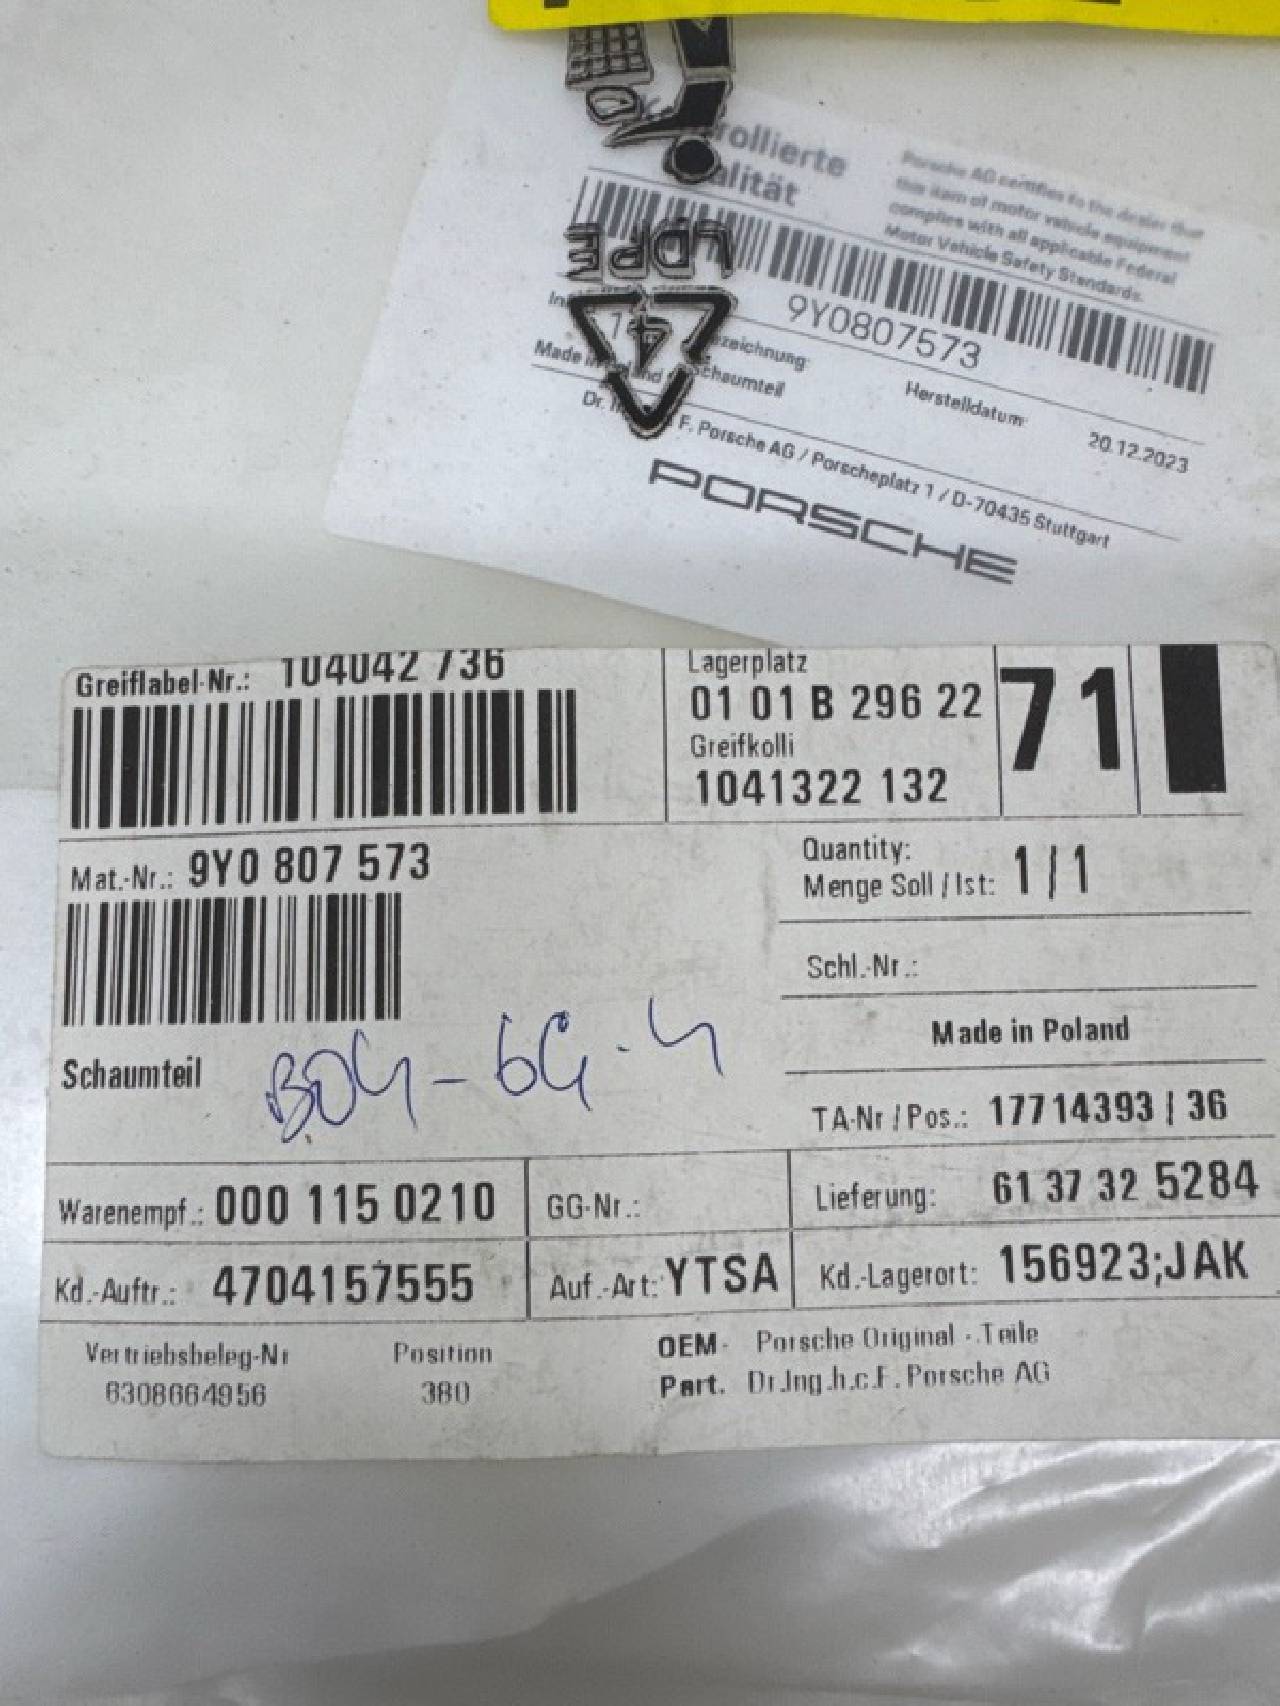 Porsche AG certifies to the dealer that
this item of motor vehicle equipment
complies with all applicable Federal
Motor Vehicle Safety Standards.
LDPE
4
9Y0807573
Made in Poland Schaumteil
Herstelldatum: 20.12.2023
F. Porsche AG / Porscheplatz 1 / D-70435 Stuttgart
PORSCHE
Greiflabel-Nr.: 104042 736
Lagerplatz
01 01 B 296 22
Greifkolli
1041322 132
71
Mat.-Nr.: 9Y0 807 573
Quantity:
Menge Soll / Ist: 1 / 1
Schl.-Nr.:
Made in Poland
Schaumteil
TA-Nr / Pos.: 17714393 / 36
Warenempf.: 000 115 0210
GG-Nr.:
Lieferung: 61 37 32 5284
Kd.-Auftr.: 4704157555
Auf.-Art: YTSA
Kd.-Lagerort: 156923;JAK
Vertriebsbeleg-Nr Position
6308664956 380
OEM- Porsche Original -.Teile
Part. Dr.Ing.h.c.F. Porsche AG